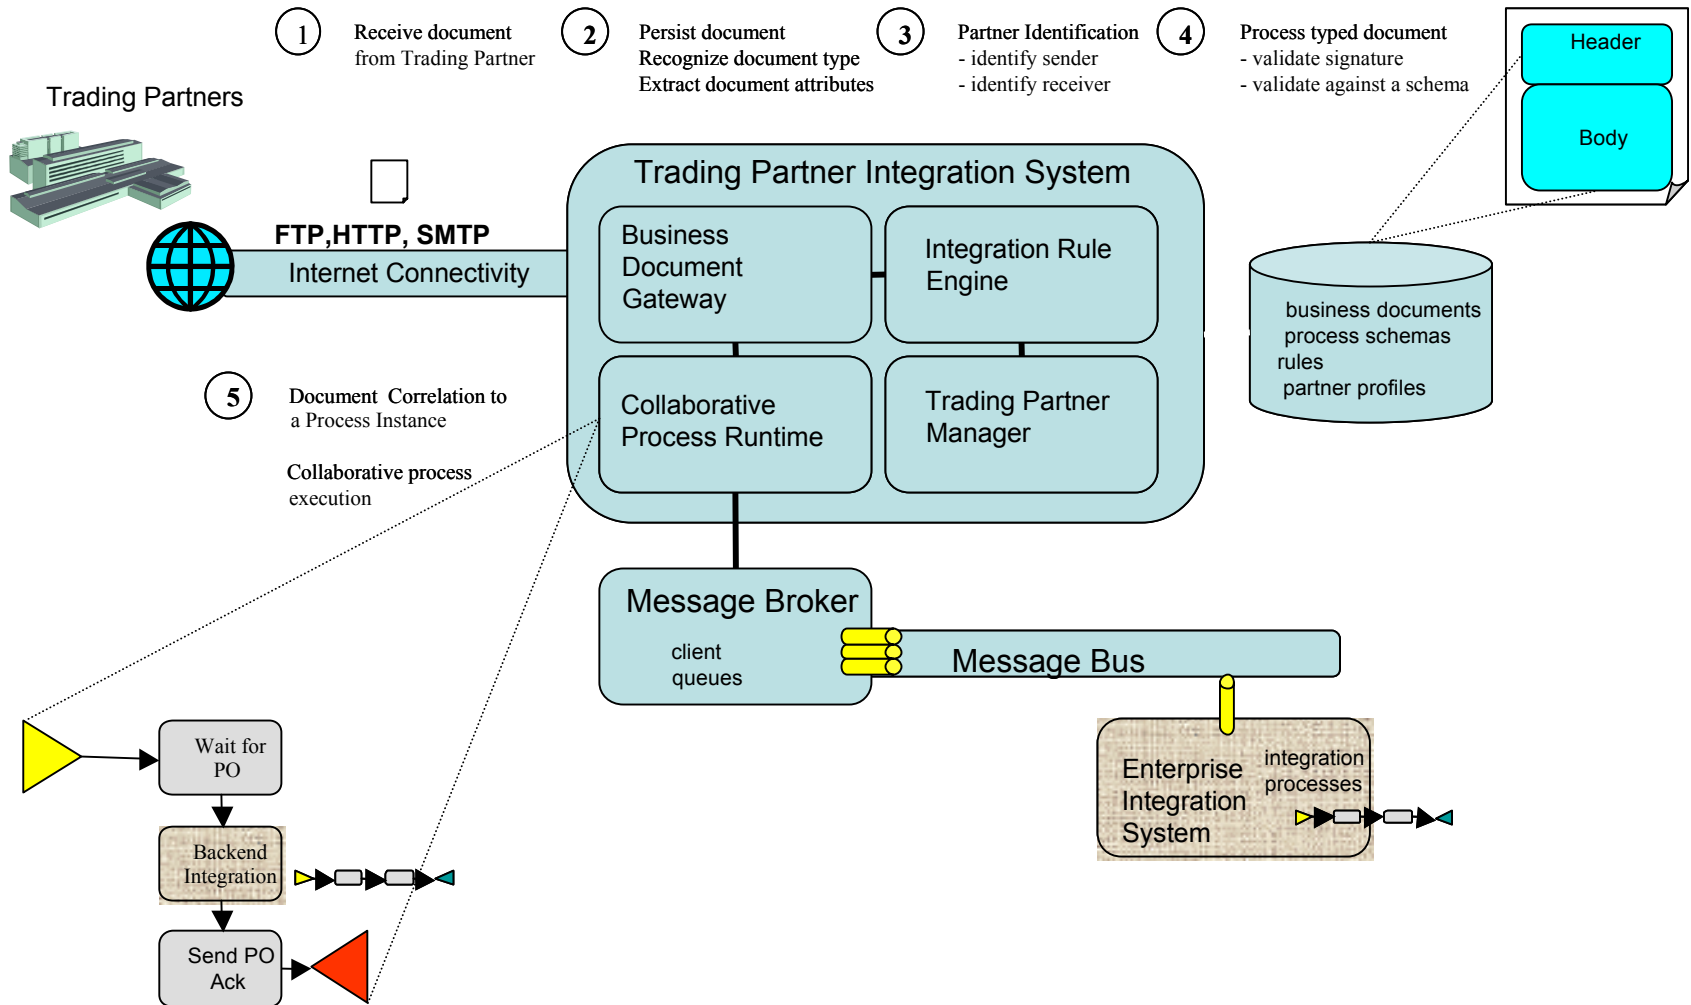 1
Receive document
from Trading Partner
2
Persist document
Recognize document type
Extract document attributes
3
Partner Identification
- identify sender
- identify receiver
4
Process typed document
- validate signature
- validate against a schema
Header
Body
Trading Partners
FTP,HTTP, SMTP
Internet Connectivity
Trading Partner Integration System
Business
Document
Gateway
Integration Rule
Engine
Collaborative
Process Runtime
Trading Partner
Manager
business documents
process schemas
rules
partner profiles
5
Document Correlation to
a Process Instance
Collaborative process
execution
Message Broker
client
queues
Message Bus
Enterprise
Integration
System
integration
processes
Wait for
PO
Backend
Integration
Send PO
Ack